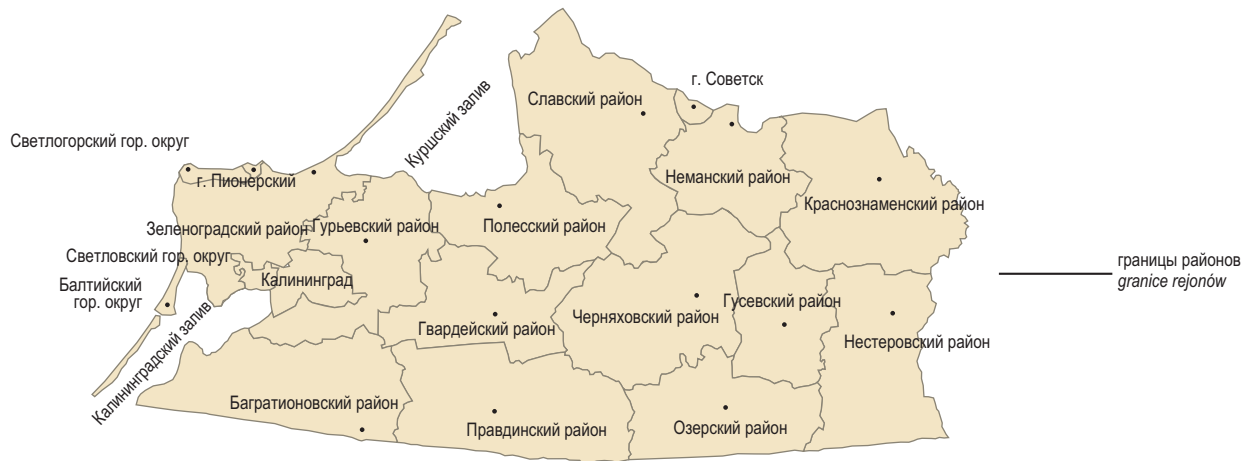 г. Советск
Славский район
Куршский залив
Светлогорский гор. округ
г. Пионерский
Неманский район
Краснознаменский район
Зеленоградский район
Гурьевский район
Полесский район
Светловский гор. округ
Калининград
Балтийский
гор. округ
границы районов
granice rejonów
Гусевский район
Черняховский район
Гвардейский район
Нестеровский район
Калининградский залив
Багратионовский район
Правдинский район
Озерский район